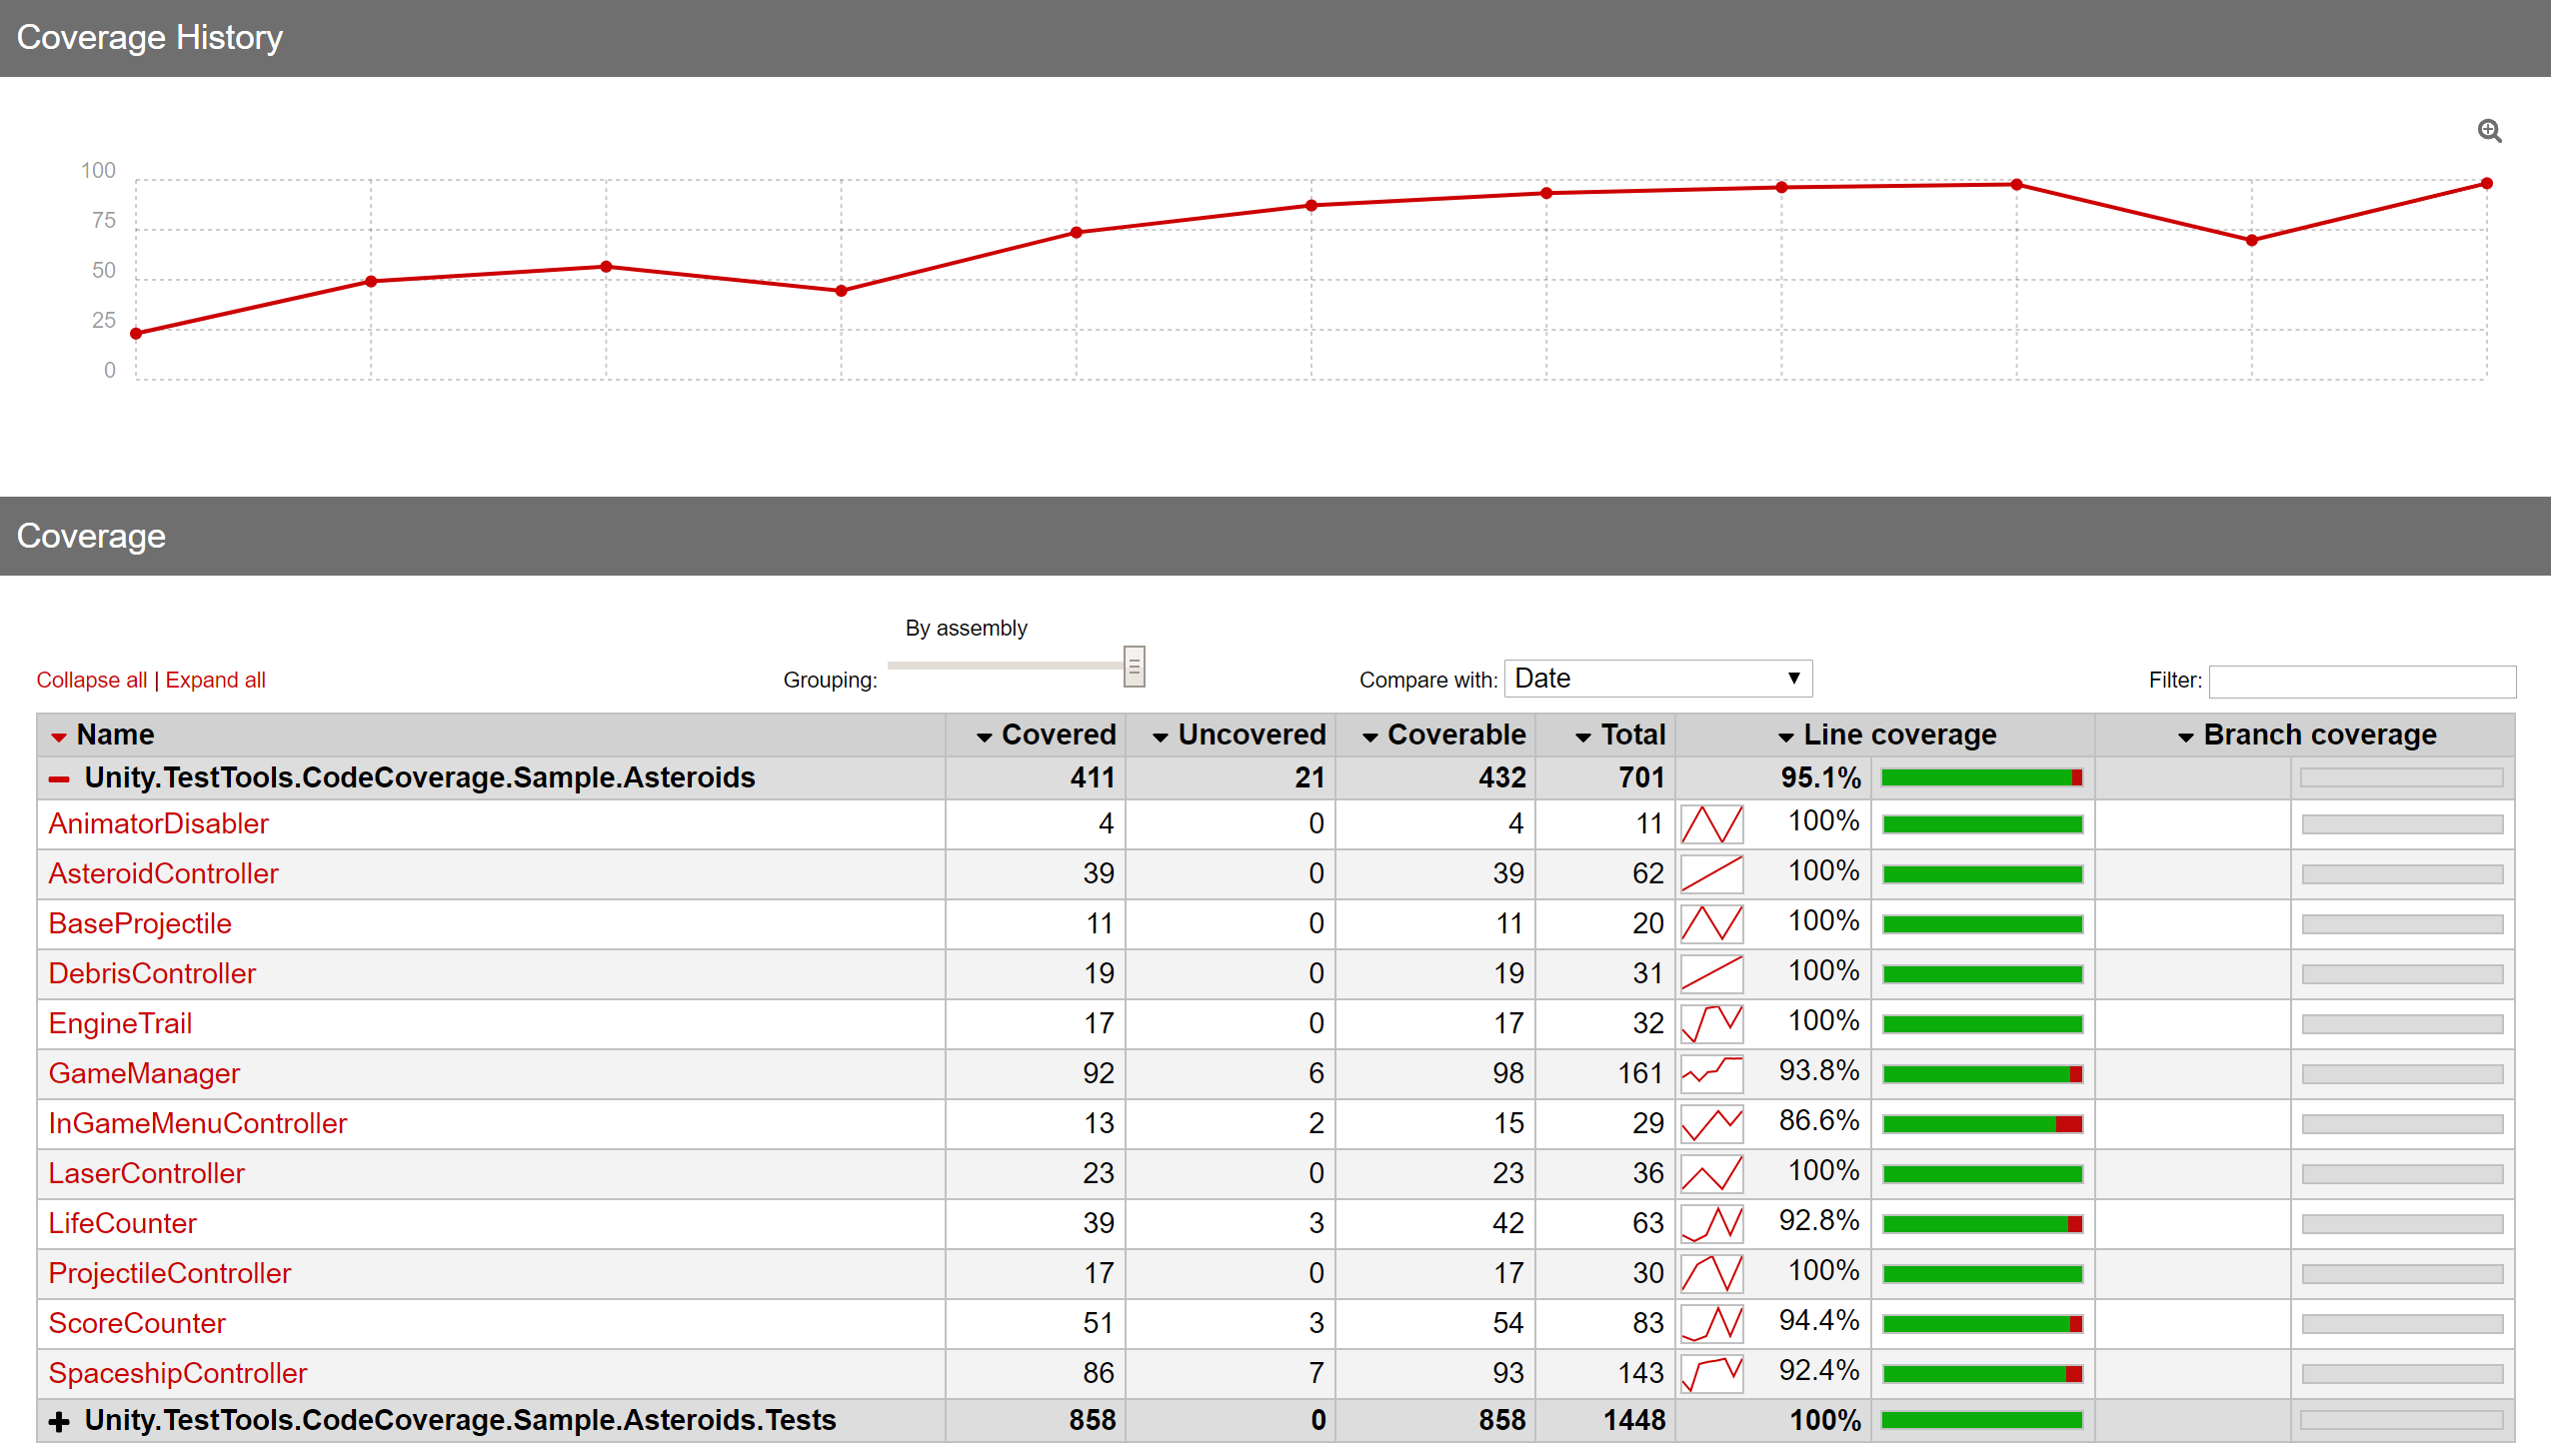 Coverage History
100
75
50
25
0
Coverage
By assembly
Collapse all | Expand all Grouping: Compare with: Date Filter:
Name Covered Uncovered Coverable Total Line coverage Branch coverage
Unity.TestTools.CodeCoverage.Sample.Asteroids 411 21 432 701 95.1%
AnimatorDisabler 4 0 4 11 100%
AsteroidController 39 0 39 62 100%
BaseProjectile 11 0 11 20 100%
DebrisController 19 0 19 31 100%
EngineTrail 17 0 17 32 100%
GameManager 92 6 98 161 93.8%
InGameMenuController 13 2 15 29 86.6%
LaserController 23 0 23 36 100%
LifeCounter 39 3 42 63 92.8%
ProjectileController 17 0 17 30 100%
ScoreCounter 51 3 54 83 94.4%
SpaceshipController 86 7 93 143 92.4%
Unity.TestTools.CodeCoverage.Sample.Asteroids.Tests 858 0 858 1448 100%